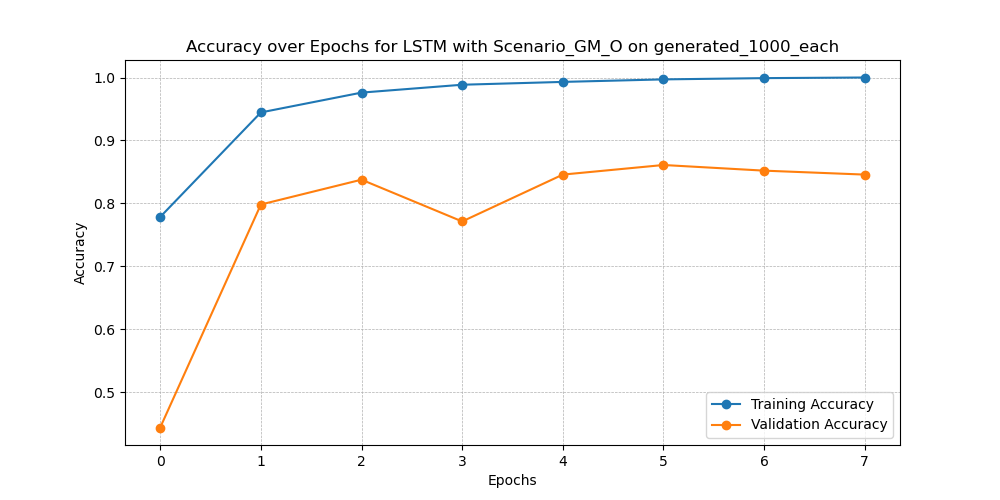 Accuracy over Epochs for LSTM with Scenario_GM_O on generated_1000_each
1.0
0.9
0.8
0.7
0.6
0.5
Accuracy
Training Accuracy
Validation Accuracy
0 1 2 3 4 5 6 7
Epochs